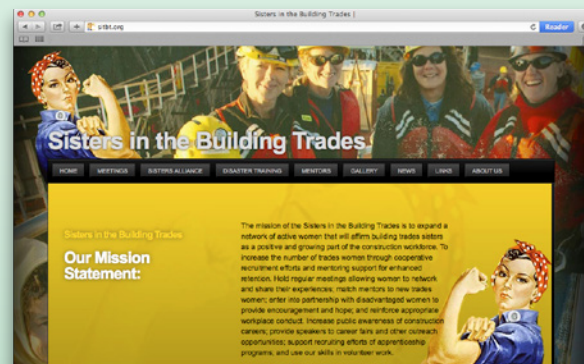 Sisters in the Building Trades |
Reader
Sisters in the Building Trades
HOME MEETINGS SISTERS ALLIANCE DISASTER TRAINING MENTORS GALLERY NEWS LINKS ABOUT US
Sisters in the Building Trades
Our Mission
Statement:
The mission of the Sisters in the Building Trades is to expand a
network of active women that will affirm building trades sisters
as a positive and growing part of the construction workforce. To
increase the number of trades women through cooperative
recruitment efforts and mentoring support for enhanced
retention. Hold regular meetings allowing women to network
and share their experiences; match mentors to new trades
women; enter into partnership with disadvantaged women to
provide encouragement and hope; and reinforce appropriate
workplace conduct. Increase public awareness of construction
careers; provide speakers to career fairs and other outreach
opportunities; support recruiting efforts of apprenticeship
programs; and use our skills in volunteer work.